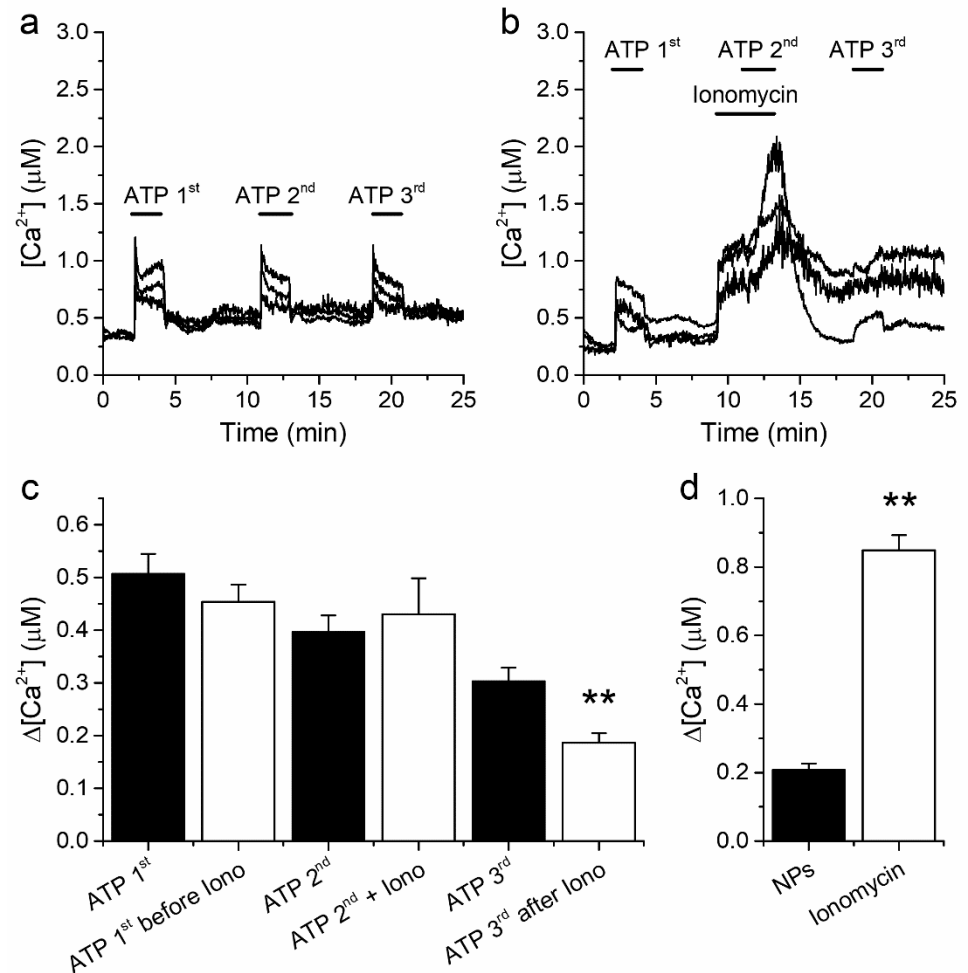 a
3.0
2.5
2.0
1.5
1.0
0.5
0.0
[Ca²⁺] (μM)
ATP 1ˢᵗ ATP 2ⁿᵈ ATP 3ʳᵈ
0 5 10 15 20 25
Time (min)
b
3.0
2.5
2.0
1.5
1.0
0.5
0.0
[Ca²⁺] (μM)
ATP 1ˢᵗ ATP 2ⁿᵈ ATP 3ʳᵈ
Ionomycin
0 5 10 15 20 25
Time (min)
c
0.6
0.5
0.4
0.3
0.2
0.1
0.0
Δ[Ca²⁺] (μM)
**
ATP 1ˢᵗ
ATP 1ˢᵗ before Iono
ATP 2ⁿᵈ
ATP 2ⁿᵈ + Iono
ATP 3ʳᵈ
ATP 3ʳᵈ after Iono
d
1.0
0.8
0.6
0.4
0.2
0.0
Δ[Ca²⁺] (μM)
**
NPs
Ionomycin